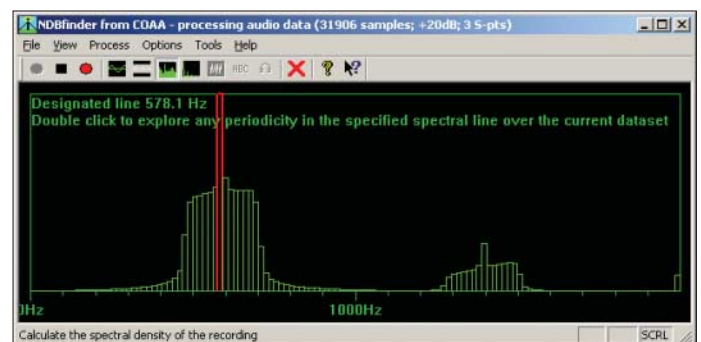 NDBfinder from COAA - processing audio data (31906 samples; +20dB; 3 S-pts)
File View Process Options Tools Help
ABC
Designated line 578.1 Hz
Double click to explore any periodicity in the specified spectral line over the current dataset
0Hz 1000Hz
Calculate the spectral density of the recording SCRL